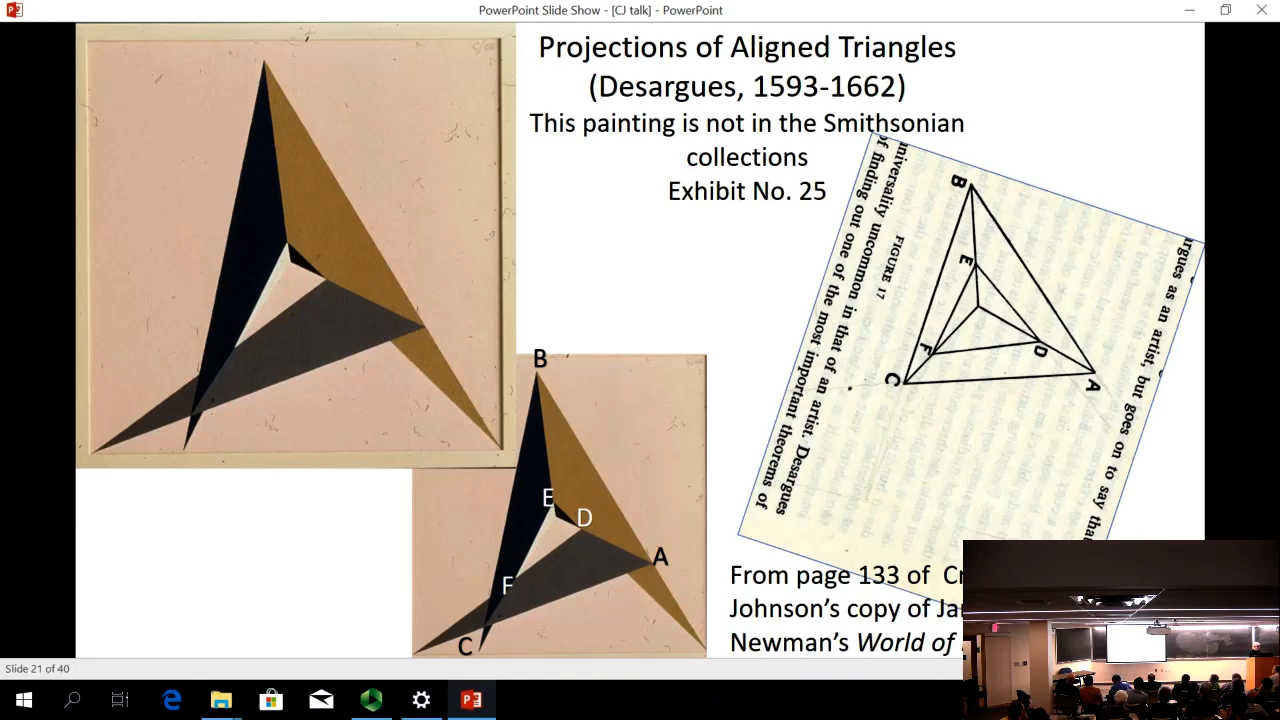 PowerPoint Slide Show - [CJ talk] - PowerPoint
Projections of Aligned Triangles
(Desargues, 1593-1662)
This painting is not in the Smithsonian
collections
Exhibit No. 25
argues as an artist, but goes on to say that
B
E
D
A
F
C
FIGURE 17
universality uncommon in that of an artist. Desargues
of finding out one of the most important theorems of
B
E
D
A
F
C
From page 133 of
Johnson's copy of
Newman's World of
Slide 21 of 40